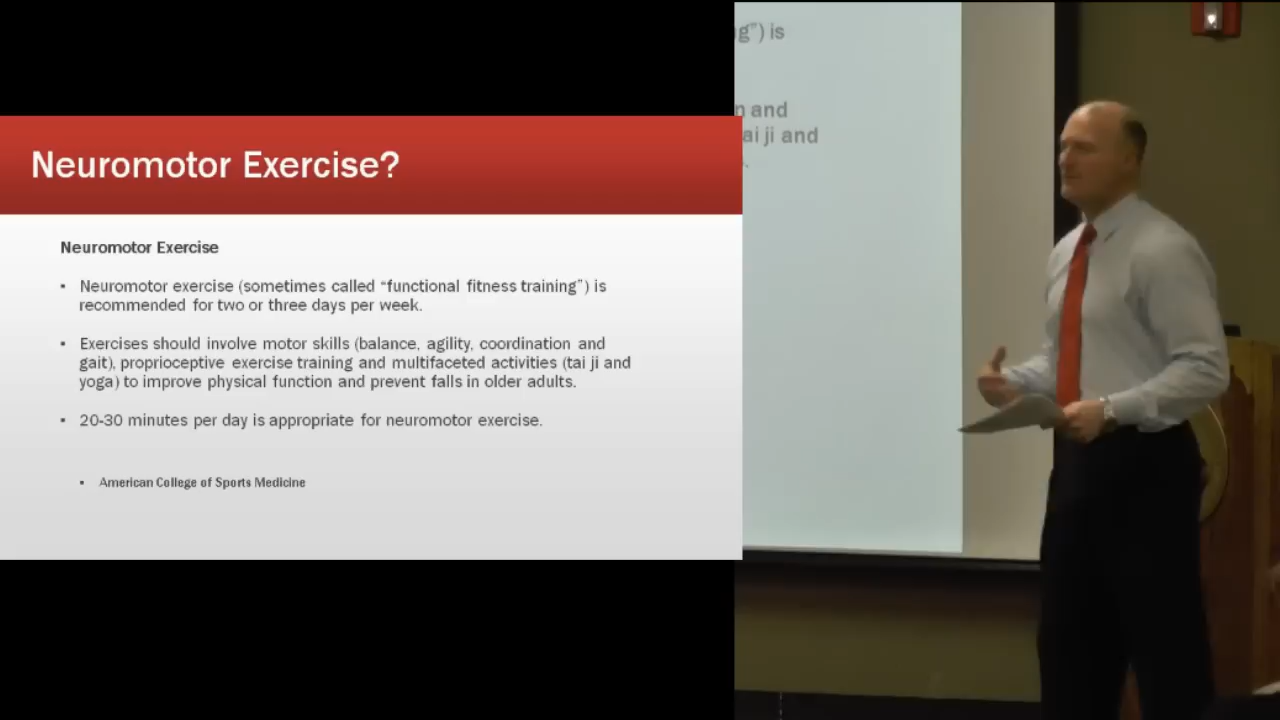 Neuromotor Exercise?
Neuromotor Exercise
▪ Neuromotor exercise (sometimes called “functional fitness training”) is
recommended for two or three days per week.
▪ Exercises should involve motor skills (balance, agility, coordination and
gait), proprioceptive exercise training and multifaceted activities (tai ji and
yoga) to improve physical function and prevent falls in older adults.
▪ 20-30 minutes per day is appropriate for neuromotor exercise.
▪ American College of Sports Medicine
g”) is
n and
ai ji and